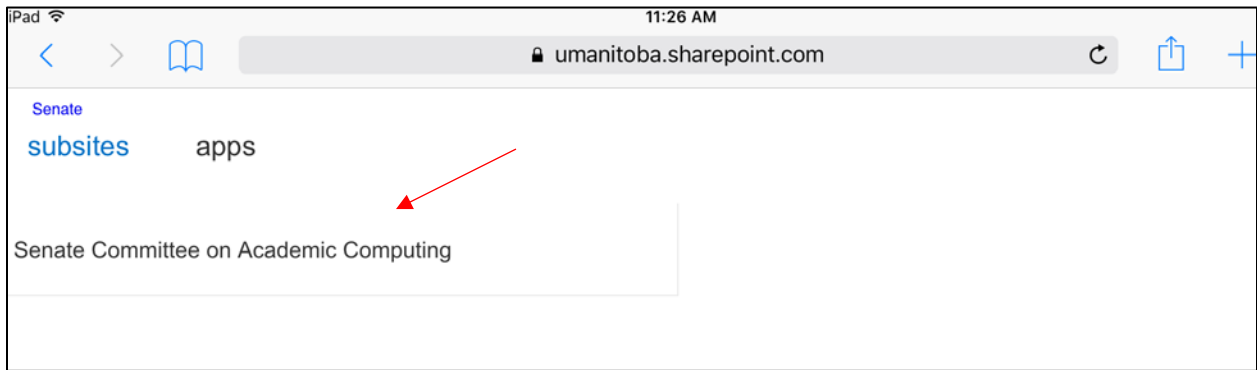 iPad 11:26 AM
umanitoba.sharepoint.com
Senate
subsites apps
Senate Committee on Academic Computing